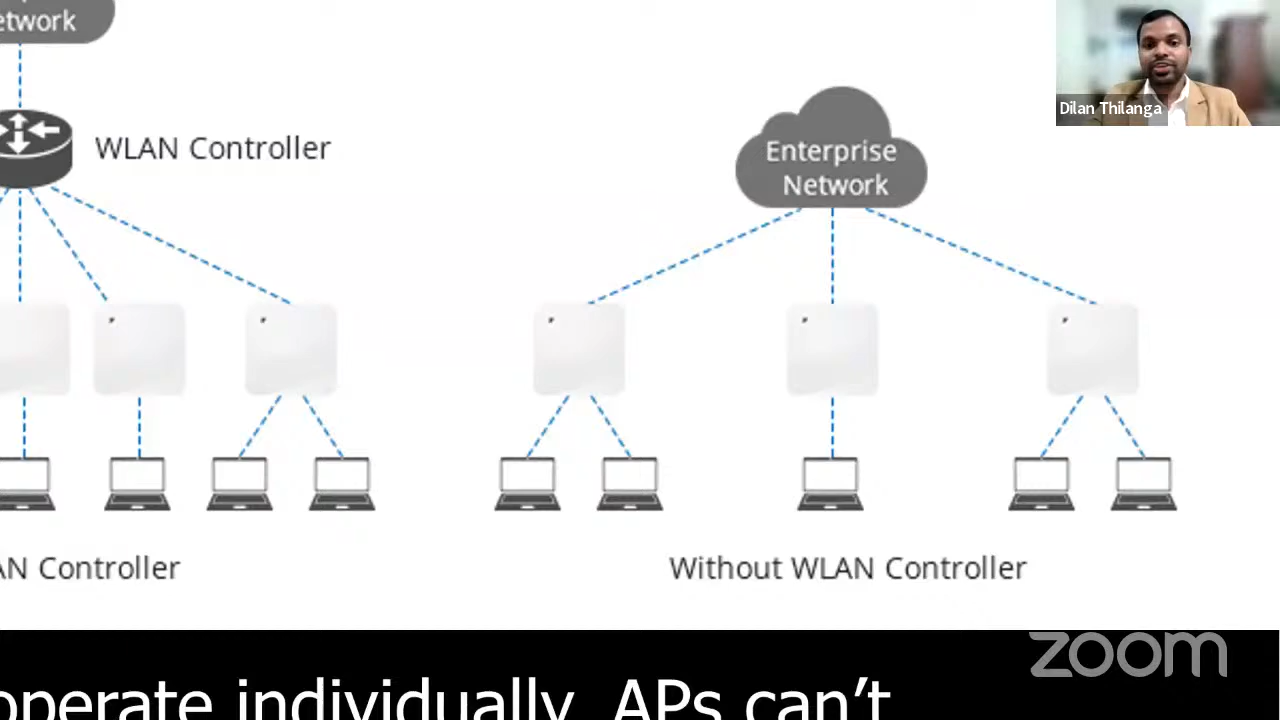 etwork
WLAN Controller
Dilan Thilanga
Enterprise
Network
AN Controller
Without WLAN Controller
zoom
operate individually, APs can't